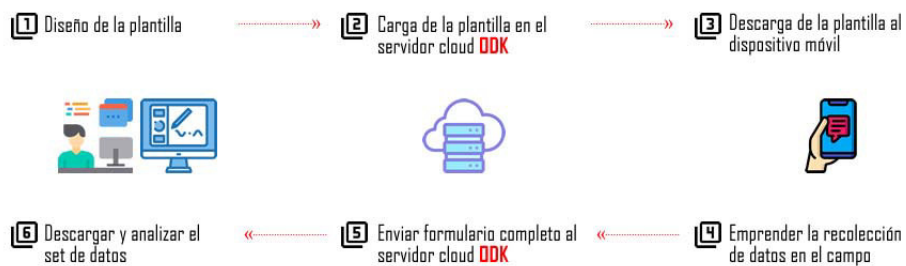 1 Diseño de la plantilla
2 Carga de la plantilla en el
servidor cloud ODK
3 Descarga de la plantilla al
dispositivo móvil
6 Descargar y analizar el
set de datos
5 Enviar formulario completo al
servidor cloud ODK
4 Emprender la recolección
de datos en el campo